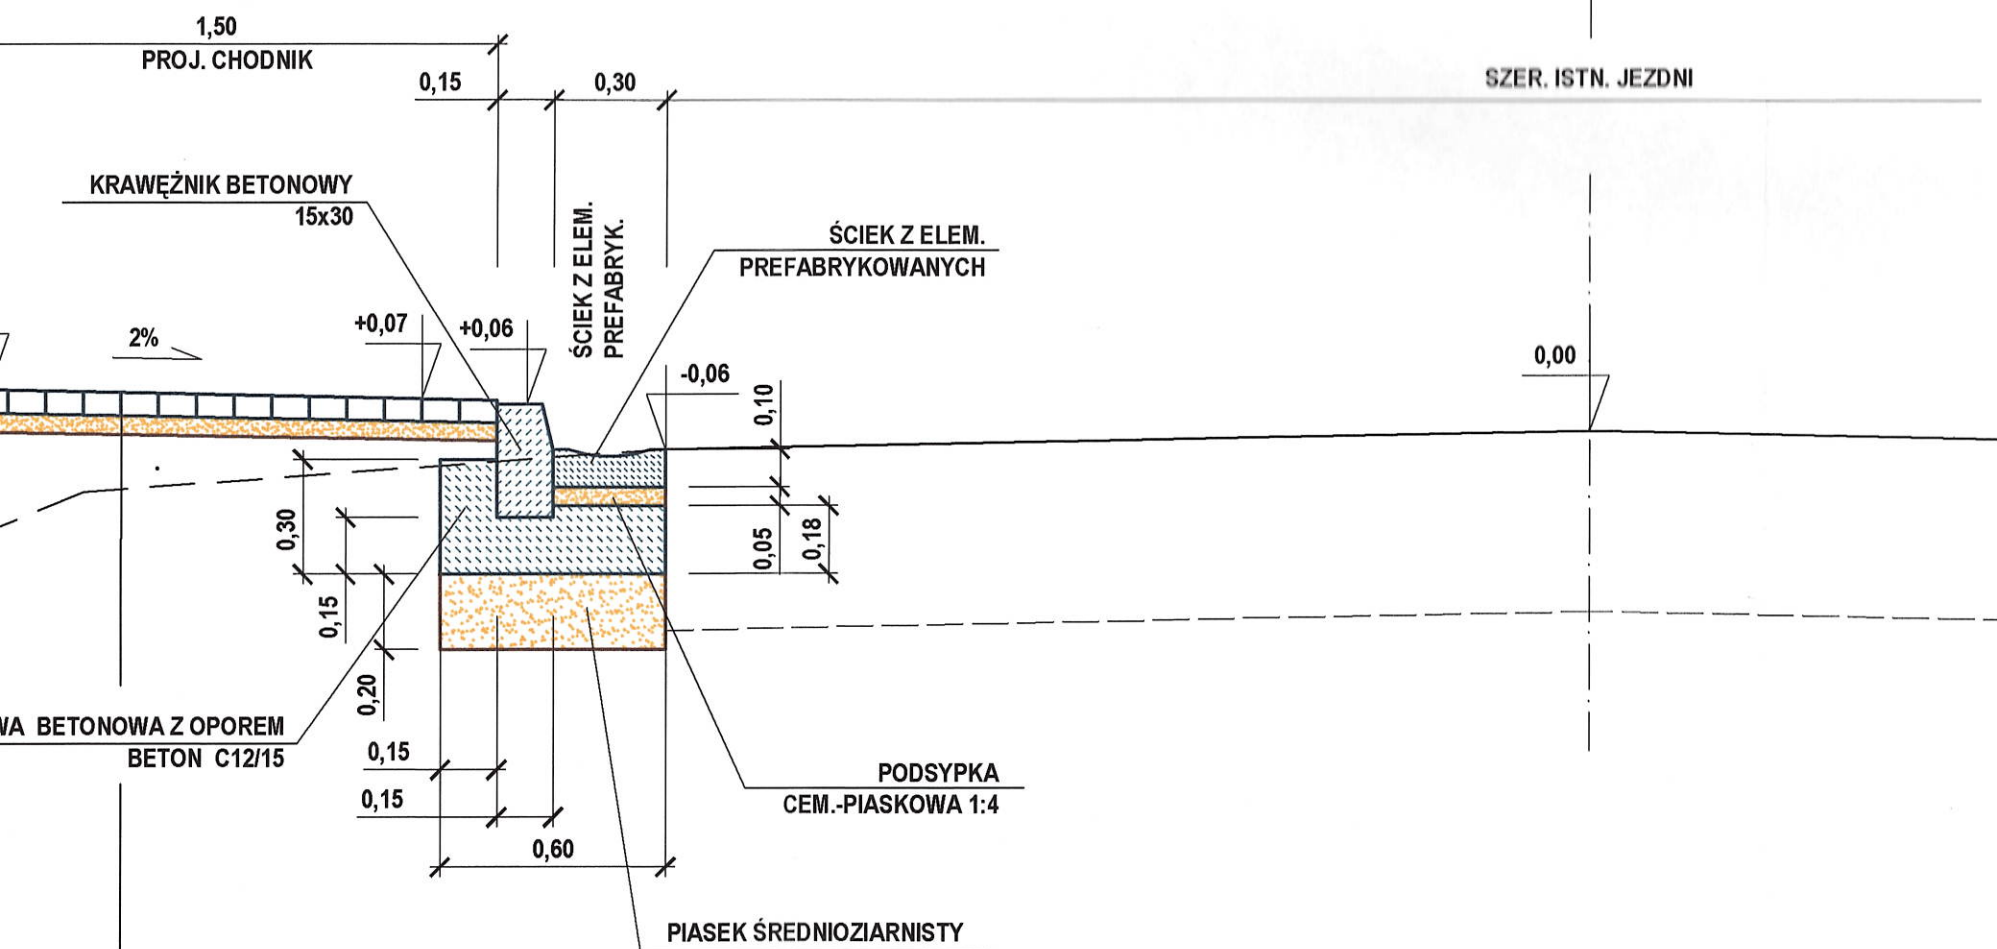 1,50
PROJ. CHODNIK
0,15
0,30
SZER. ISTN. JEZDNI
KRAWĘŻNIK BETONOWY
15x30
ŚCIEK Z ELEM.
PREFABRYK.
ŚCIEK Z ELEM.
PREFABRYKOWANYCH
2%
+0,07
+0,06
-0,06
0,00
0,10
0,30
0,15
0,20
0,05
0,18
WA BETONOWA Z OPOREM
BETON C12/15
0,15
0,15
0,60
PODSYPKA
CEM.-PIASKOWA 1:4
PIASEK ŚREDNIOZIARNISTY